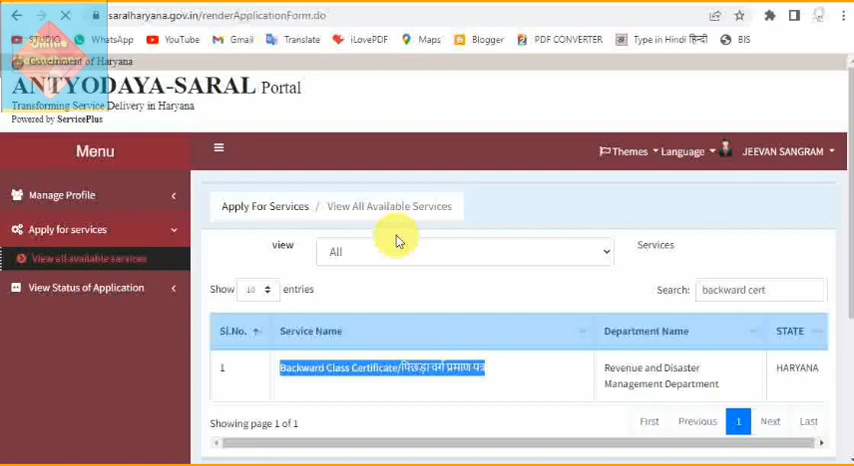 saralharyana.gov.in/renderApplicationForm.do
STUDIO WhatsApp YouTube Gmail Translate iLovePDF Maps Blogger PDF CONVERTER Type in Hindi हिन्दी BIS
Government of Haryana
ANTYODAYA-SARAL Portal
Transforming Service Delivery in Haryana
Powered by ServicePlus
Menu
Themes Language JEEVAN SANGRAM
Manage Profile
Apply for services
View all available services
View Status of Application
Apply For Services / View All Available Services
view All Services
Show 10 entries Search: backward cert
Sl.No. Service Name Department Name STATE
1 Backward Class Certificate/पिछड़ा वर्ग प्रमाण पत्र Revenue and Disaster HARYANA
Management Department
Showing page 1 of 1 First Previous 1 Next Last